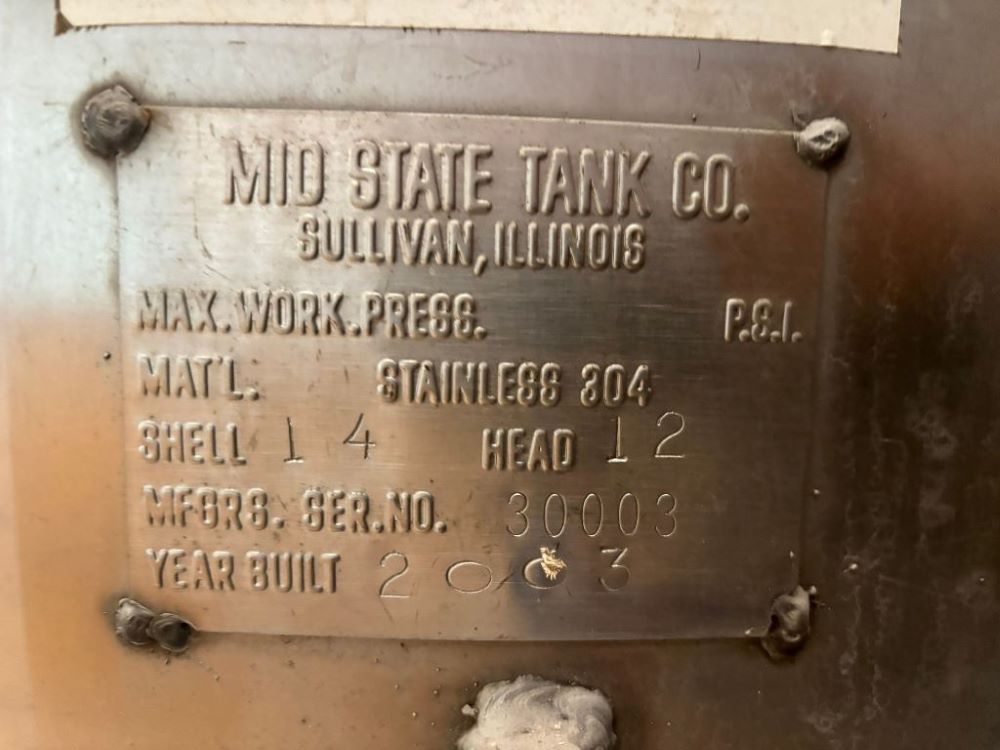 MID STATE TANK CO.
SULLIVAN, ILLINOIS
MAX. WORK. PRESS. P.S.I.
MAT'L. STAINLESS 304
SHELL 14 HEAD 12
MFGRS. SER. NO. 30003
YEAR BUILT 2003